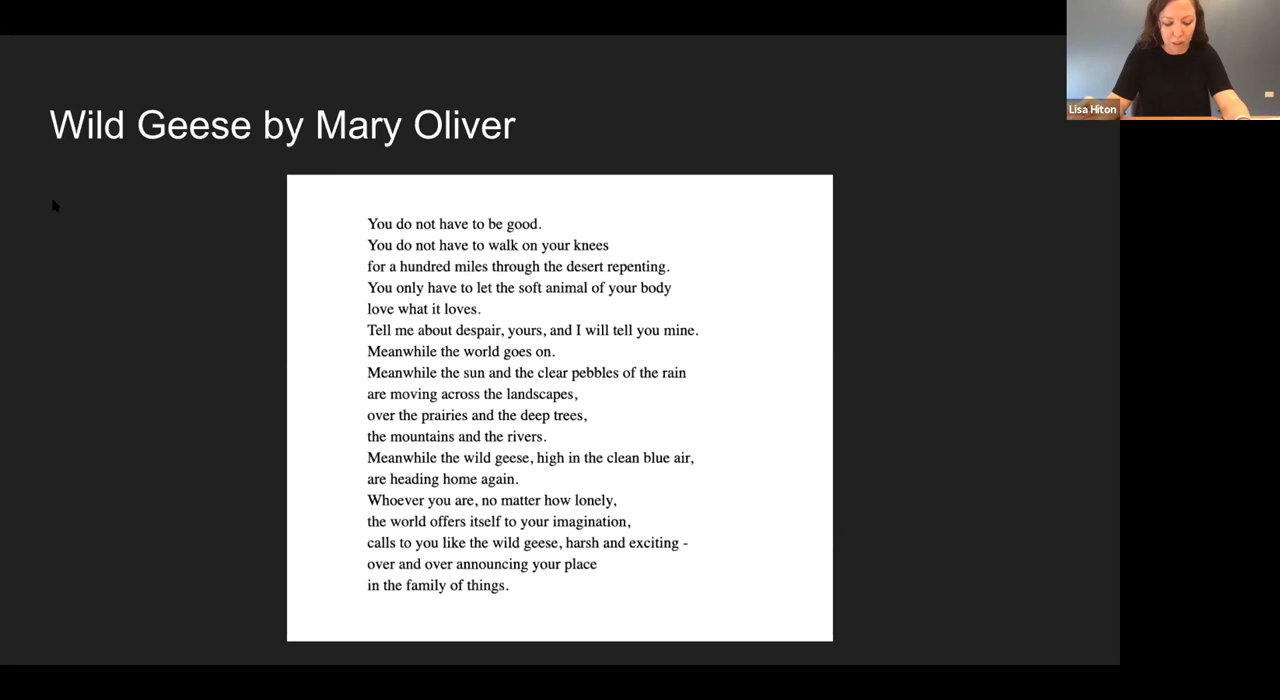 Wild Geese by Mary Oliver
Lisa Hiton
You do not have to be good.
You do not have to walk on your knees
for a hundred miles through the desert repenting.
You only have to let the soft animal of your body
love what it loves.
Tell me about despair, yours, and I will tell you mine.
Meanwhile the world goes on.
Meanwhile the sun and the clear pebbles of the rain
are moving across the landscapes,
over the prairies and the deep trees,
the mountains and the rivers.
Meanwhile the wild geese, high in the clean blue air,
are heading home again.
Whoever you are, no matter how lonely,
the world offers itself to your imagination,
calls to you like the wild geese, harsh and exciting -
over and over announcing your place
in the family of things.